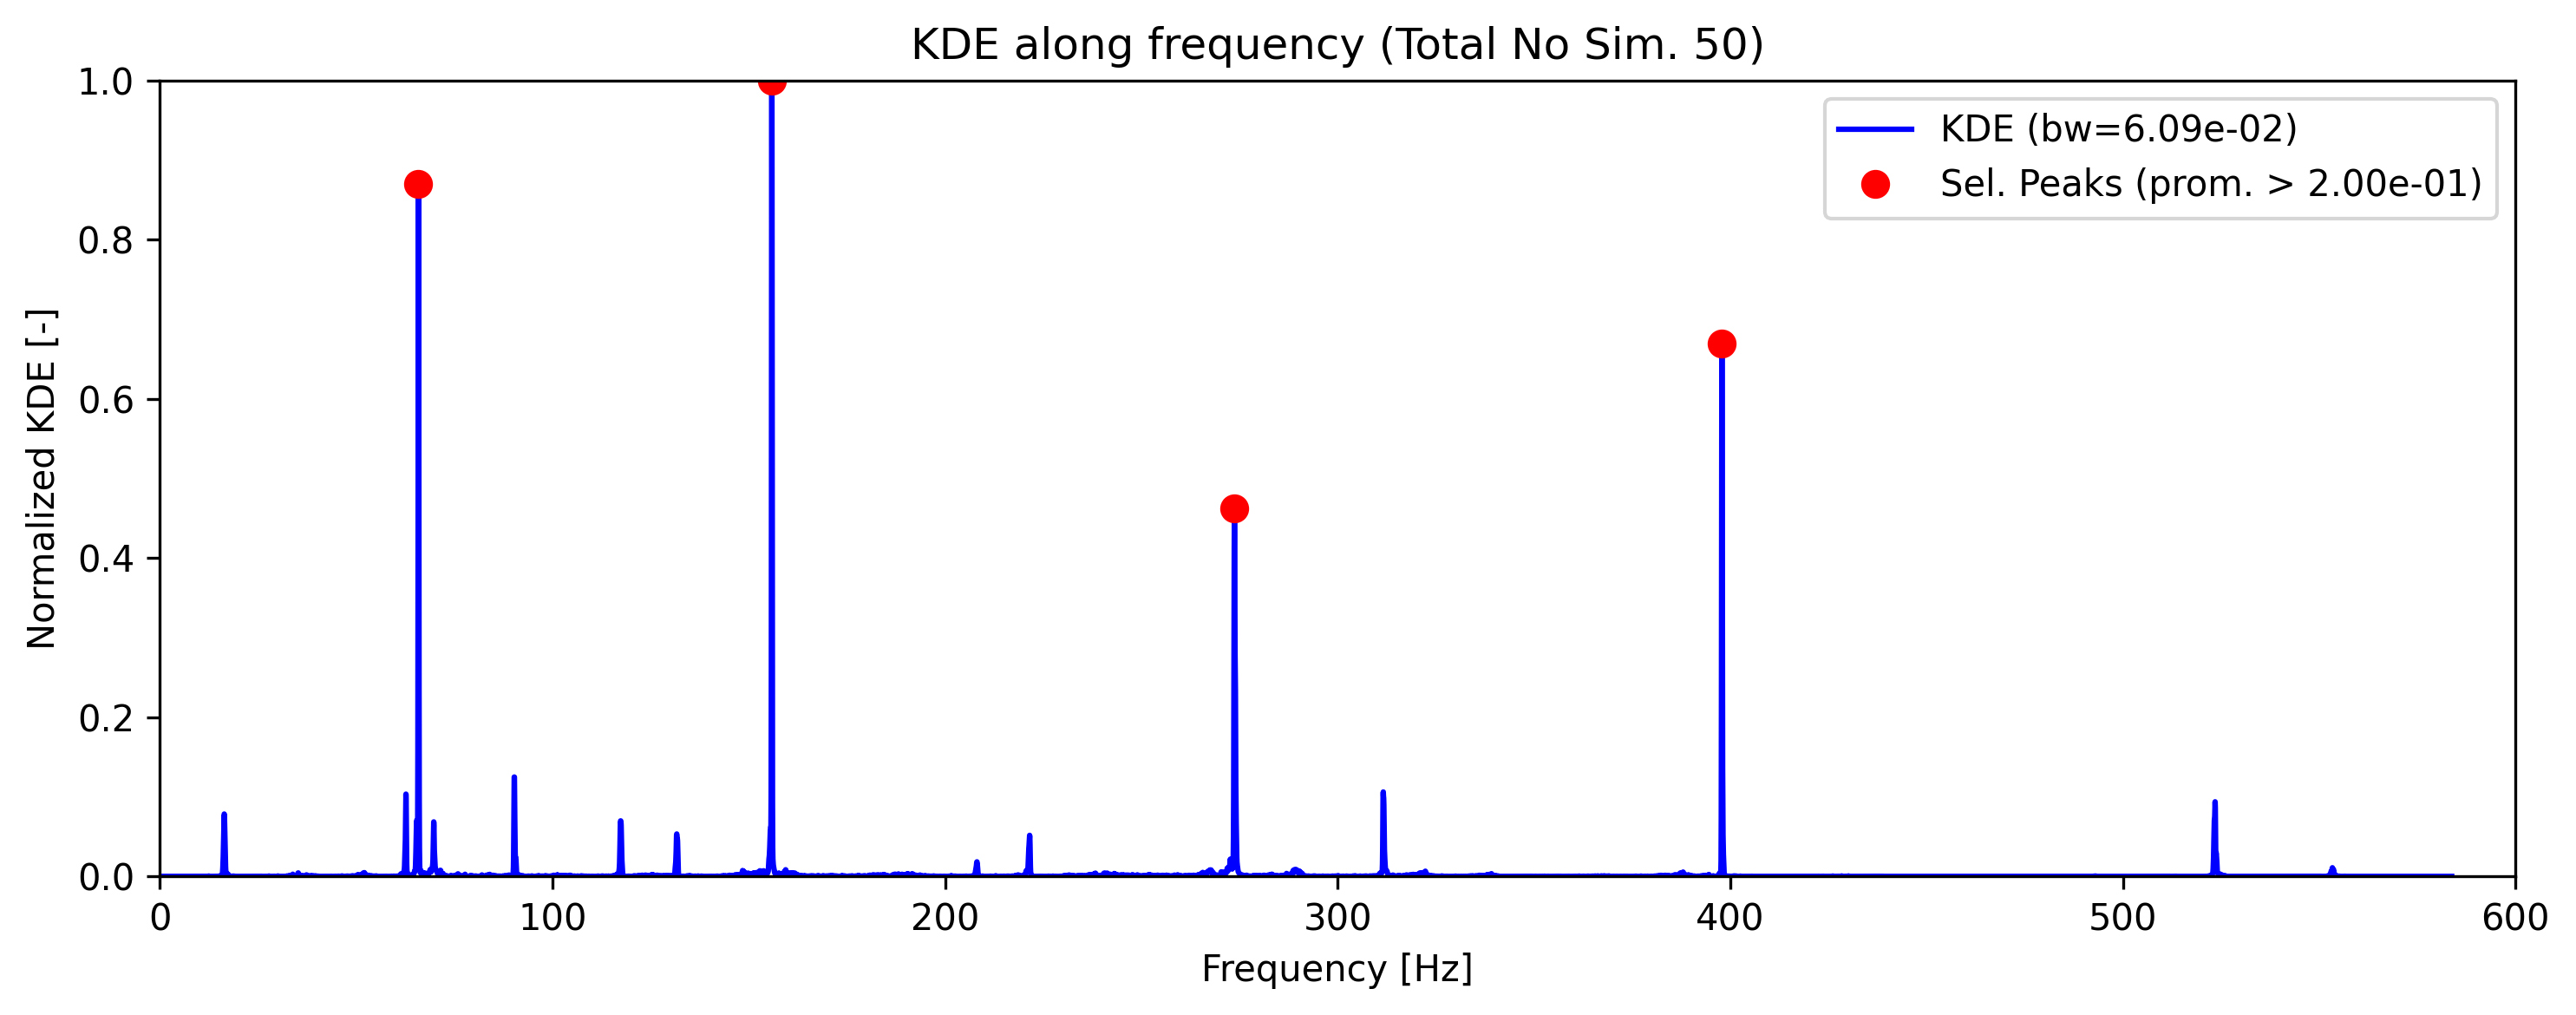 KDE along frequency (Total No Sim. 50)
1.0
0.8
0.6
0.4
0.2
0.0
Normalized KDE [-]
KDE (bw=6.09e-02)
Sel. Peaks (prom. > 2.00e-01)
0 100 200 300 400 500 600
Frequency [Hz]